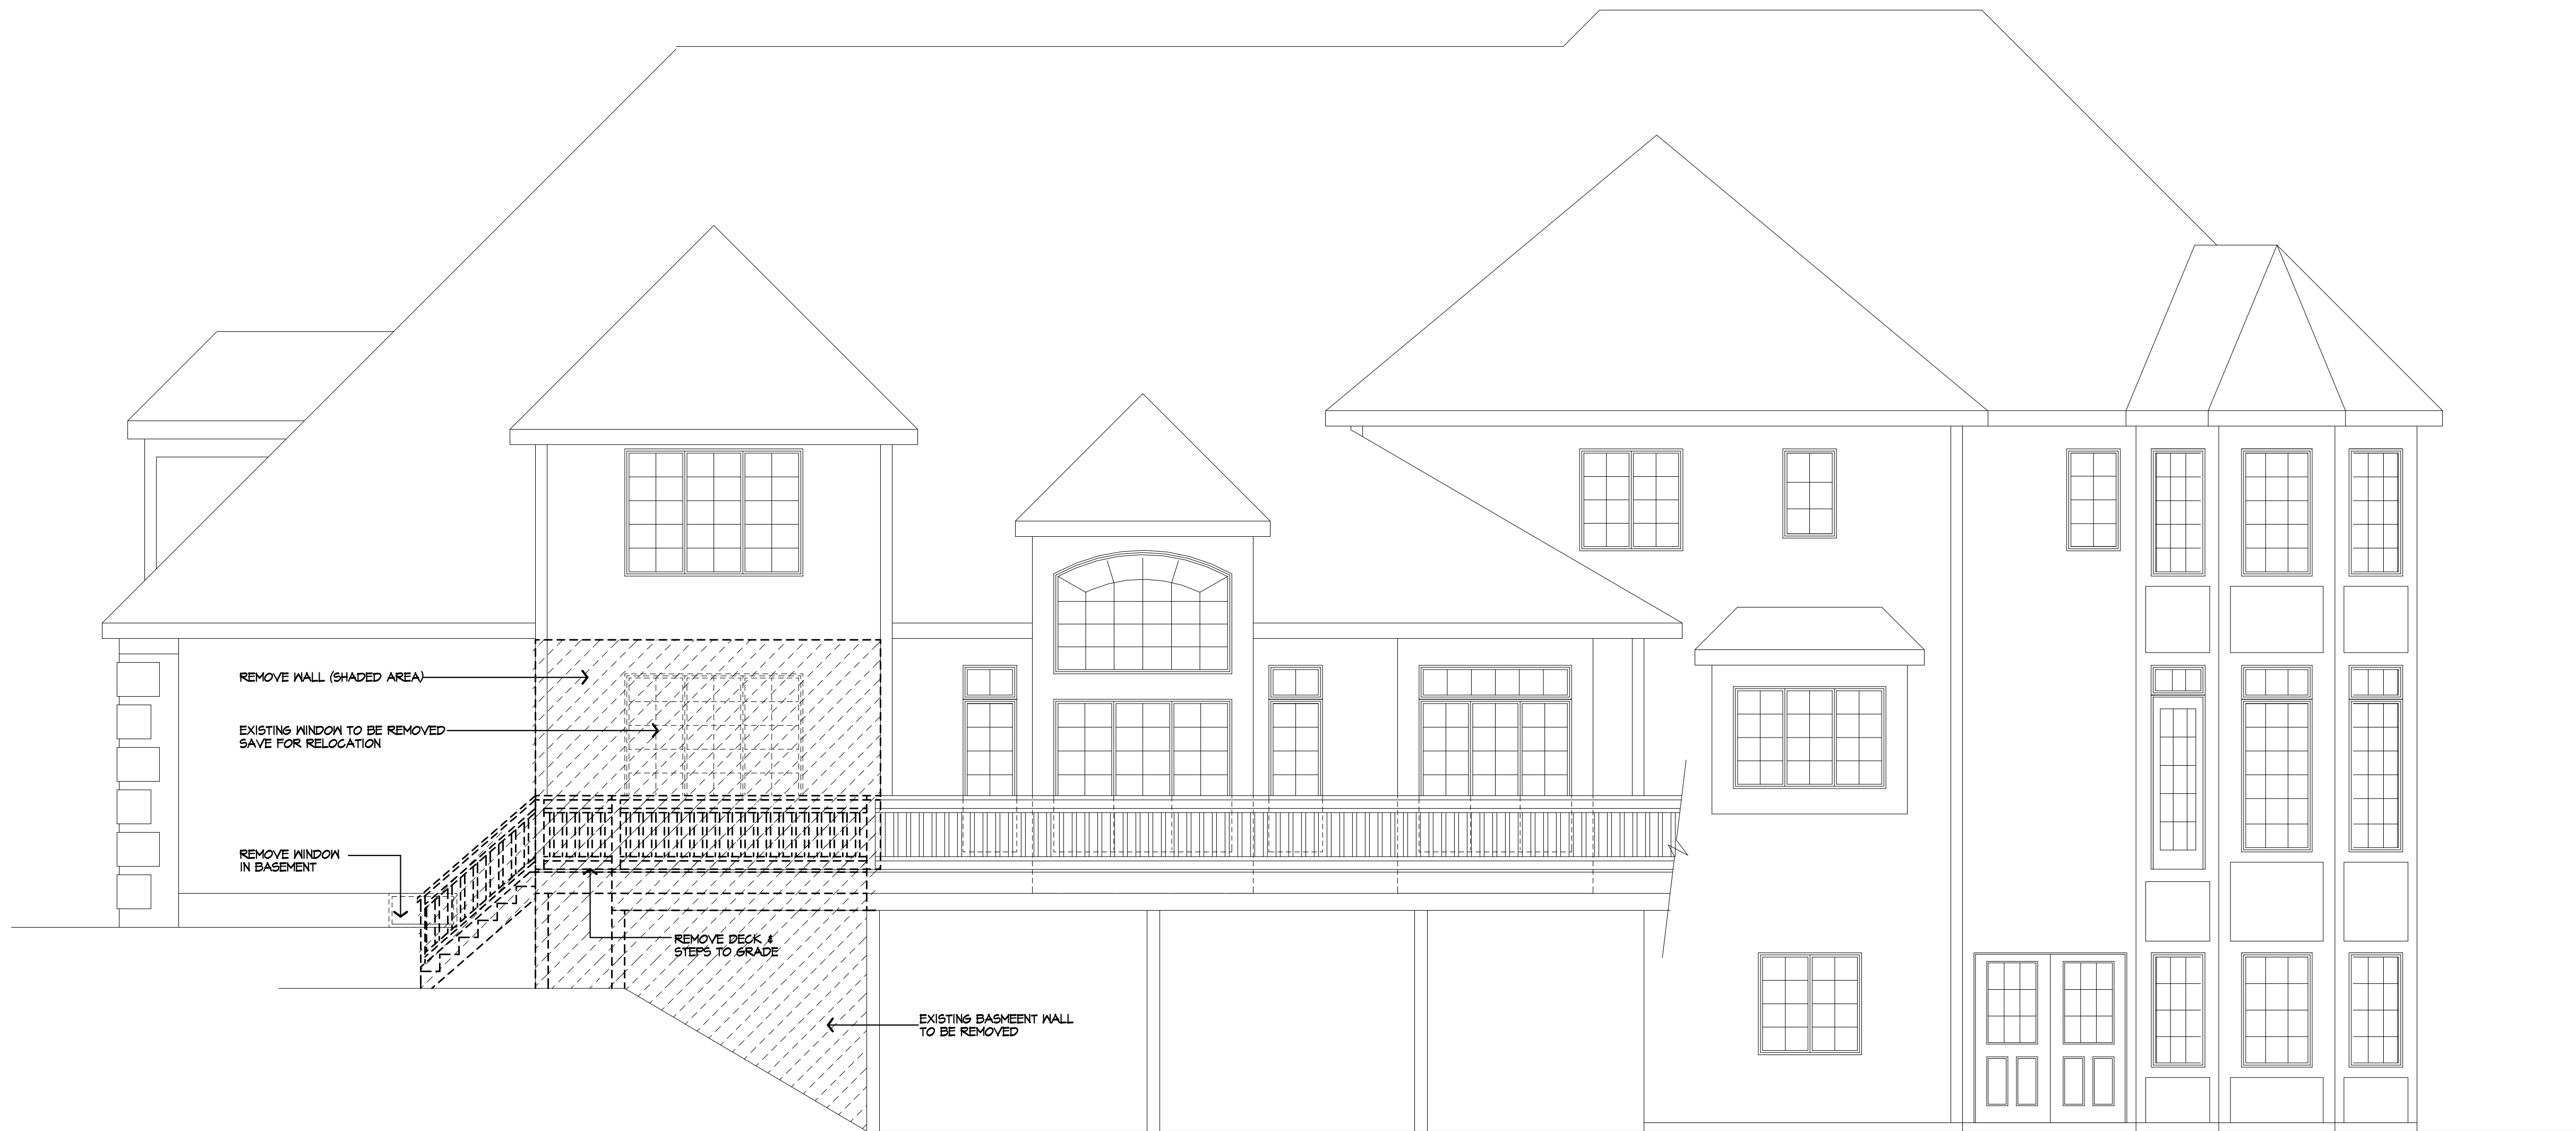 REMOVE WALL (SHADED AREA)
EXISTING WINDOW TO BE REMOVED
SAVE FOR RELOCATION
REMOVE WINDOW
IN BASEMENT
REMOVE DECK &
STEPS TO GRADE
EXISTING BASMEENT WALL
TO BE REMOVED